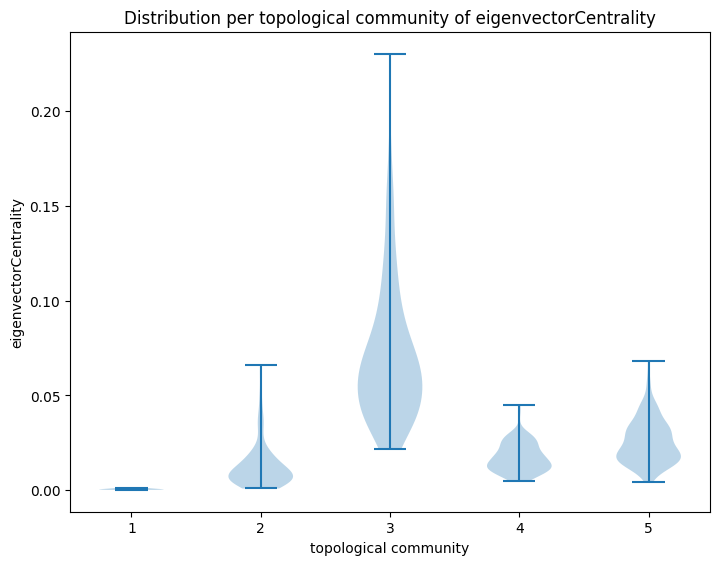 Distribution per topological community of eigenvectorCentrality
eigenvectorCentrality
0.20
0.15
0.10
0.05
0.00
1 2 3 4 5
topological community